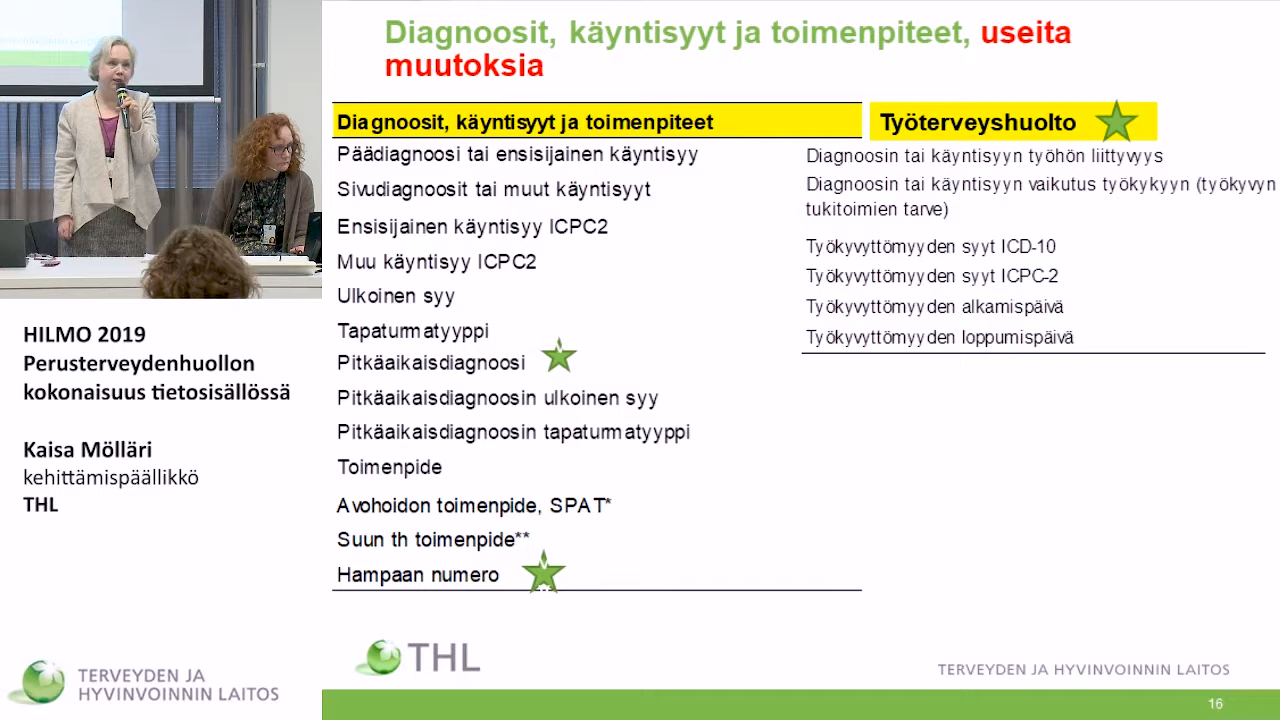 Diagnoosit, käyntisyyt ja toimenpiteet, useita
muutoksia
Diagnoosit, käyntisyyt ja toimenpiteet
Päädiagnoosi tai ensisijainen käyntisyy
Sivudiagnoosit tai muut käyntisyyt
Ensisijainen käyntisyy ICPC2
Muu käyntisyy ICPC2
Ulkoinen syy
Tapaturmatyyppi
Pitkäaikaisdiagnoosi
Pitkäaikaisdiagnoosin ulkoinen syy
Pitkäaikaisdiagnoosin tapaturmatyyppi
Toimenpide
Avohoidon toimenpide, SPAT*
Suun th toimenpide**
Hampaan numero
Työterveyshuolto
Diagnoosin tai käyntisyyn työhön liittyvyys
Diagnoosin tai käyntisyyn vaikutus työkykyyn (työkyvyn
tukitoimien tarve)
Työkyvyttömyyden syyt ICD-10
Työkyvyttömyyden syyt ICPC-2
Työkyvyttömyyden alkamispäivä
Työkyvyttömyyden loppumispäivä
HILMO 2019
Perusterveydenhuollon
kokonaisuus tietosisällössä
Kaisa Mölläri
kehittämispäällikkö
THL
TERVEYDEN JA
HYVINVOINNIN LAITOS
THL
TERVEYDEN JA HYVINVOINNIN LAITOS
16